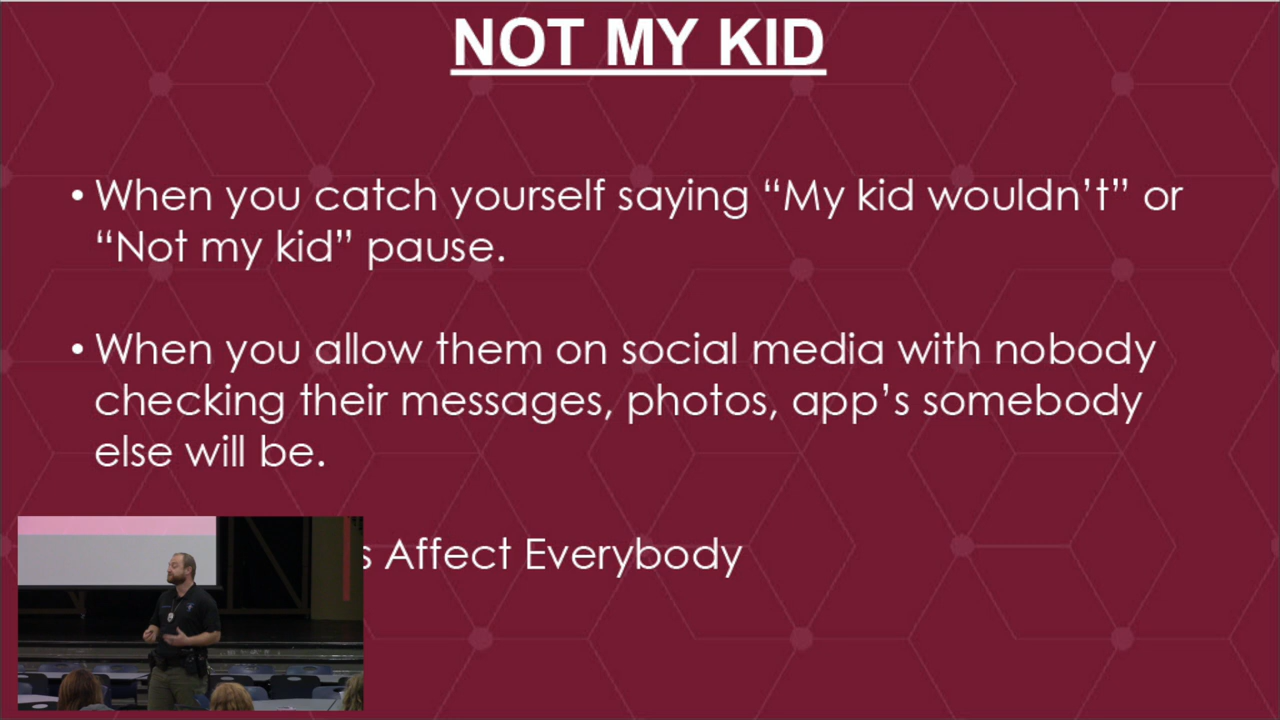 NOT MY KID
• When you catch yourself saying “My kid wouldn’t” or
“Not my kid” pause.
• When you allow them on social media with nobody
checking their messages, photos, app’s somebody
else will be.
Affect Everybody